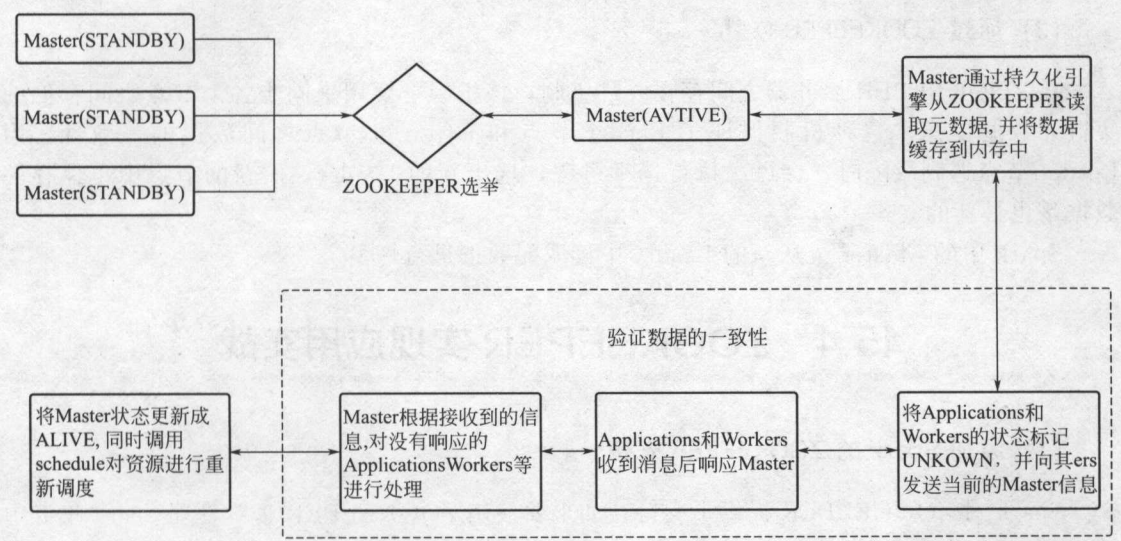 Master(STANDBY)
Master(STANDBY)
Master(STANDBY)
ZOOKEEPER选举
Master(AVTIVE)
Master通过持久化引
擎从ZOOKEEPER读
取元数据, 并将数据
缓存到内存中
验证数据的一致性
将Applications和
Workers的状态标记
UNKOWN，并向其ers
发送当前的Master信息
Applications和Workers
收到消息后响应Master
Master根据接收到的信
息,对没有响应的
ApplicationsWorkers等
进行处理
将Master状态更新成
ALIVE, 同时调用
schedule对资源进行重
新调度